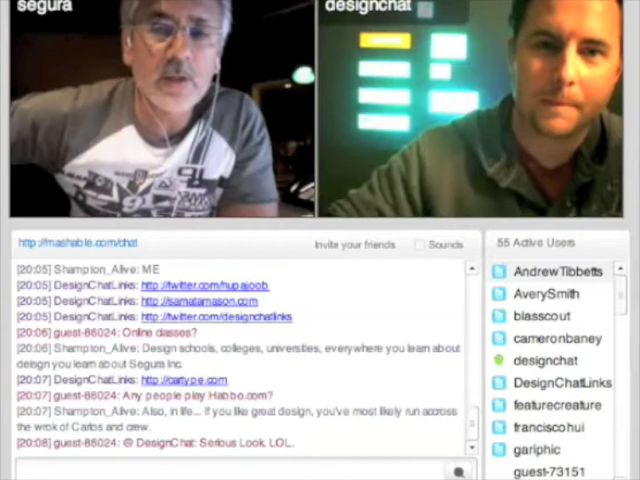 segura
designchat
http://mashable.com/chat
Invite your friends
Sounds
55 Active Users
[20:05] Shampton_Alive: ME
[20:05] DesignChatLinks: http://twitter.com/hupajoob
[20:05] DesignChatLinks: http://samatamason.com
[20:05] DesignChatLinks: http://twitter.com/designchatlinks
[20:06] guest-86024: Online classes?
[20:06] Shampton_Alive: Design schools, colleges, universities, everywhere you learn about
deisgn you learn about Segura Inc.
[20:07] DesignChatLinks: http://cartype.com
[20:07] guest-86024: Any people play Habbo.com?
[20:07] Shampton_Alive: Also, in life... If you like great design, you've most likely run accross
the wrok of Carlos and crew.
[20:08] guest-86024: @ DesignChat: Serious Look, LOL.
AndrewTibbetts
AverySmith
blasscout
cameronbaney
designchat
DesignChatLinks
featurecreature
franciscohui
gariphic
guest-73151